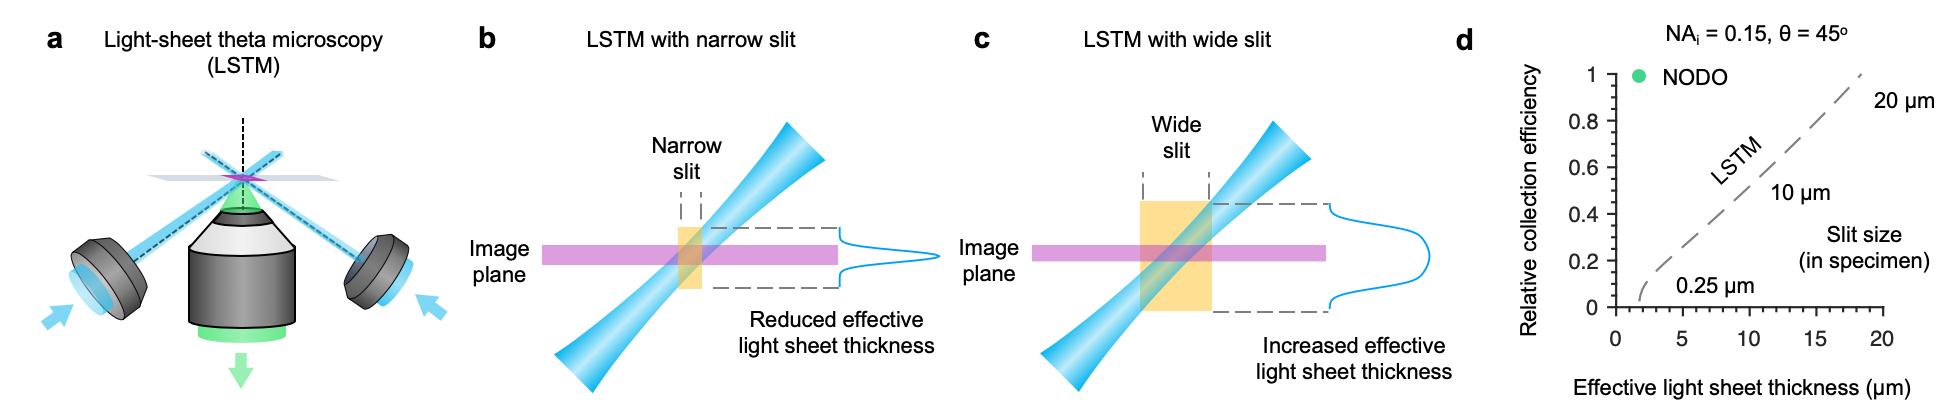 a
Light-sheet theta microscopy
(LSTM)
b
LSTM with narrow slit
Narrow
slit
Image
plane
Reduced effective
light sheet thickness
c
LSTM with wide slit
Wide
slit
Image
plane
Increased effective
light sheet thickness
d
NAi = 0.15, θ = 45º
Relative collection efficiency
1
0.8
0.6
0.4
0.2
0
NODO
LSTM
20 µm
10 µm
Slit size
(in specimen)
0.25 µm
0 5 10 15 20
Effective light sheet thickness (µm)